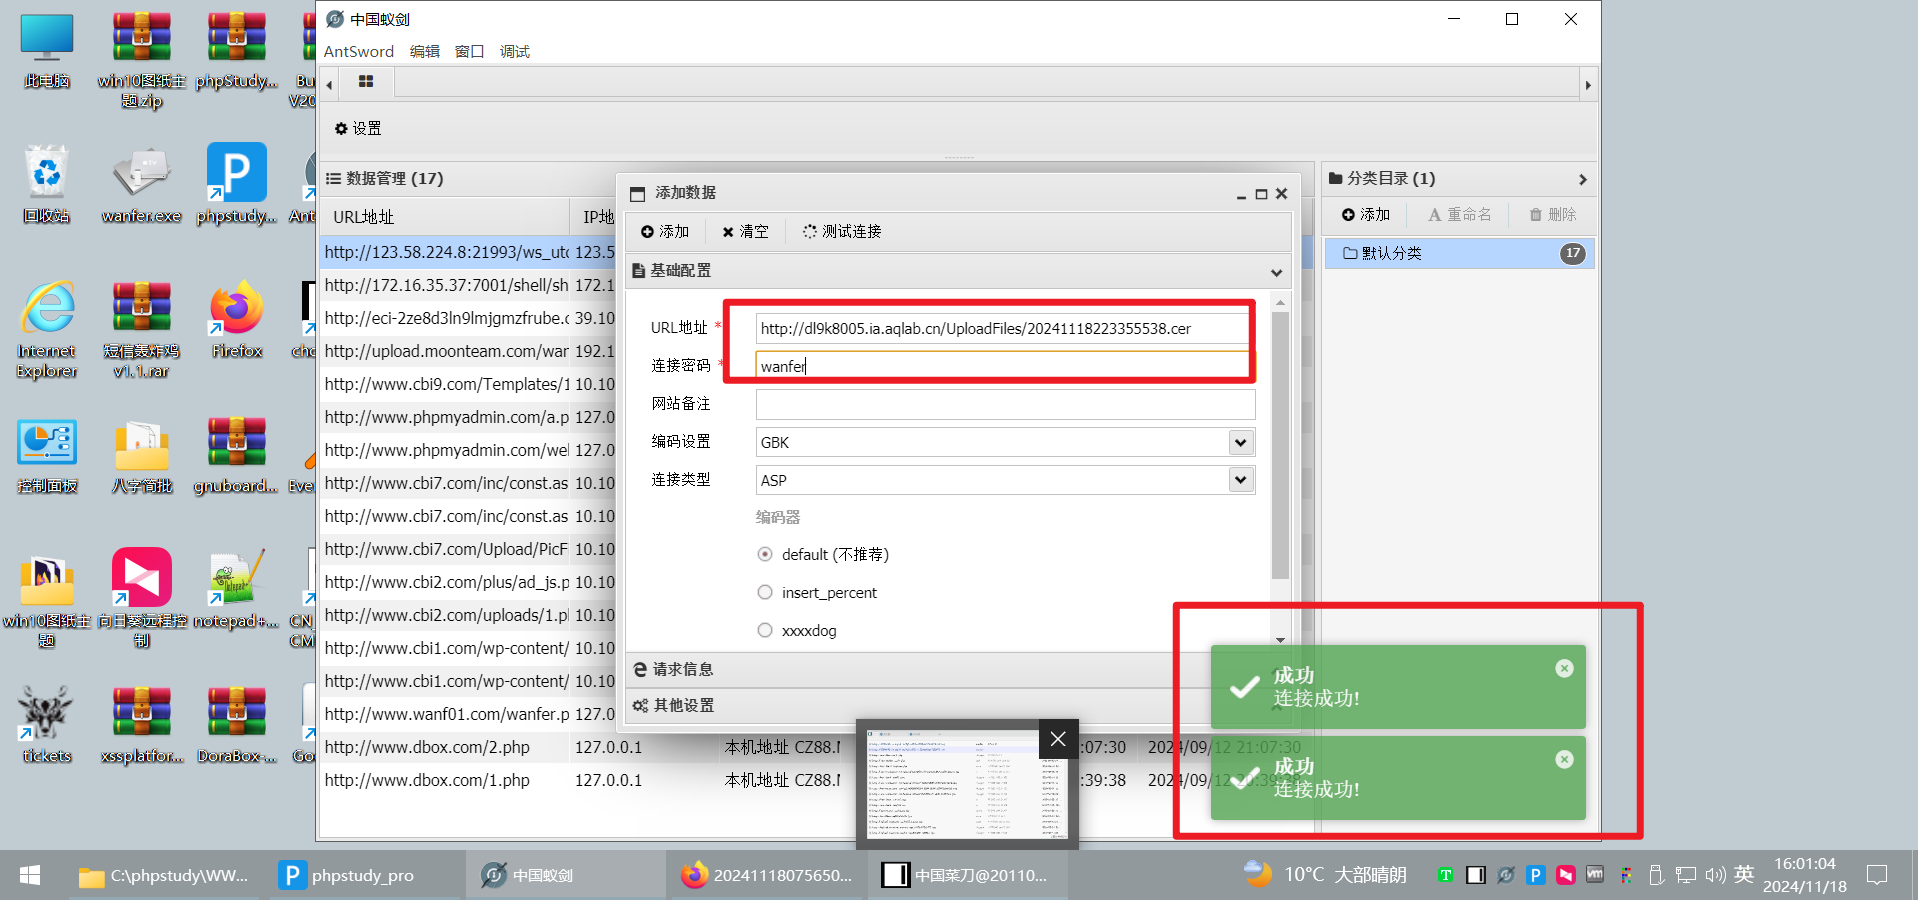 此电脑
win10图纸主
题.zip
phpStudy...
Bu
V20
回收站
wanfer.exe
phpstudy...
Ant
Internet
Explorer
短信轰炸鸡
v1.1.rar
Firefox
chc
控制面板
八字简批
gnuboard...
Eve
win10图纸主
题
向日葵远程控
制
notepad+...
CN_
CM
tickets
xssplatfor...
DoraBox-...
Go
中国蚁剑
AntSword 编辑 窗口 调试
设置
数据管理 (17)
URL地址 IP地
http://123.58.224.8:21993/ws_utc 123.5
http://172.16.35.37:7001/shell/sh 172.1
http://eci-2ze8d3ln9lmjgmzfrube.c 39.10
http://upload.moonteam.com/wan 192.1
http://www.cbi9.com/Templates/1 10.10
http://www.phpmyadmin.com/a.p 127.0
http://www.phpmyadmin.com/wel 127.0
http://www.cbi7.com/inc/const.as 10.10
http://www.cbi7.com/inc/const.as 10.10
http://www.cbi7.com/Upload/PicF 10.10
http://www.cbi2.com/plus/ad_js.p 10.10
http://www.cbi2.com/uploads/1.pl 10.10
http://www.cbi1.com/wp-content/ 10.10
http://www.cbi1.com/wp-content/ 10.10
http://www.wanf01.com/wanfer.p 127.0
http://www.dbox.com/2.php 127.0.0.1 本机地址 CZ88.N :07:30 2024/09/12 21:07:30
http://www.dbox.com/1.php 127.0.0.1 本机地址 CZ88.N :39:38 2024/09/12 20:39:38
添加数据
添加 清空 测试连接
基础配置
URL地址 * http://dl9k8005.ia.aqlab.cn/UploadFiles/20241118223355538.cer
连接密码 * wanfer
网站备注
编码设置 GBK
连接类型 ASP
编码器
default (不推荐)
insert_percent
xxxxdog
请求信息
其他设置
分类目录 (1)
添加 重命名 删除
默认分类 17
成功
连接成功!
成功
连接成功!
C:\phpstudy\WW...
phpstudy_pro
中国蚁剑
20241118075650...
中国菜刀@20110...
10°C 大部晴朗
英
16:01:04
2024/11/18